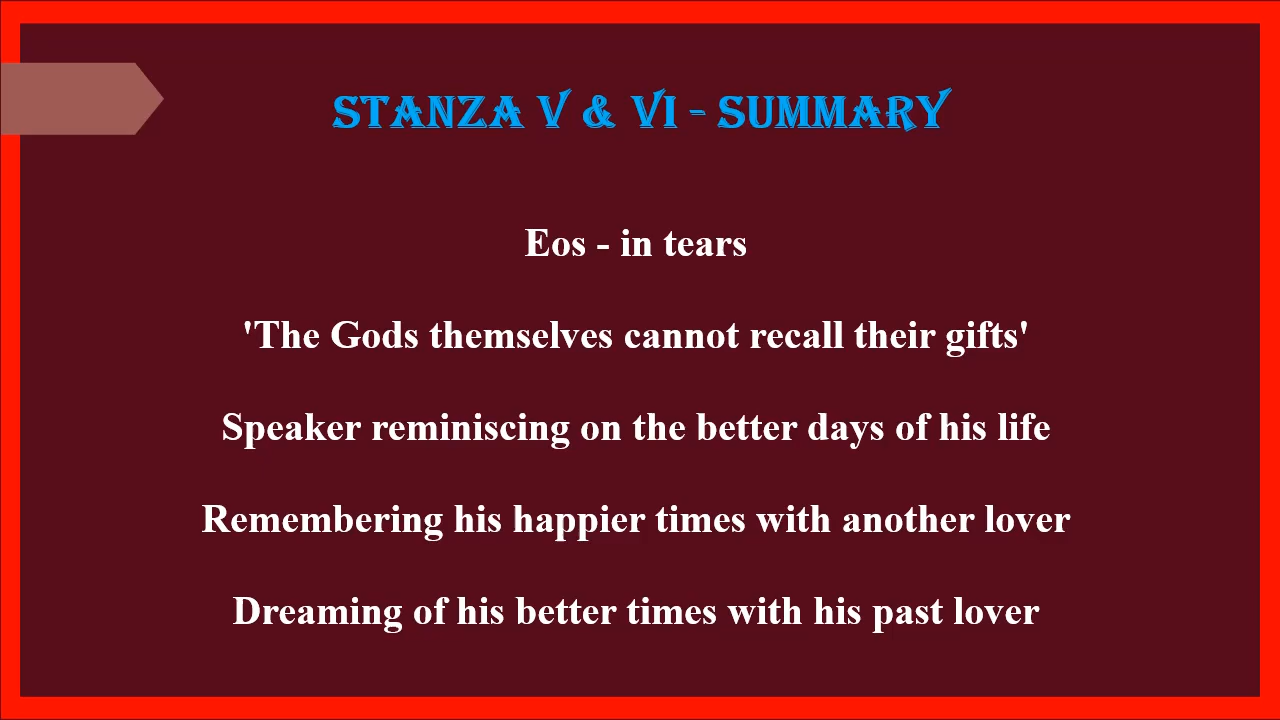 STANZA V & VI - SUMMARY
Eos - in tears
'The Gods themselves cannot recall their gifts'
Speaker reminiscing on the better days of his life
Remembering his happier times with another lover
Dreaming of his better times with his past lover